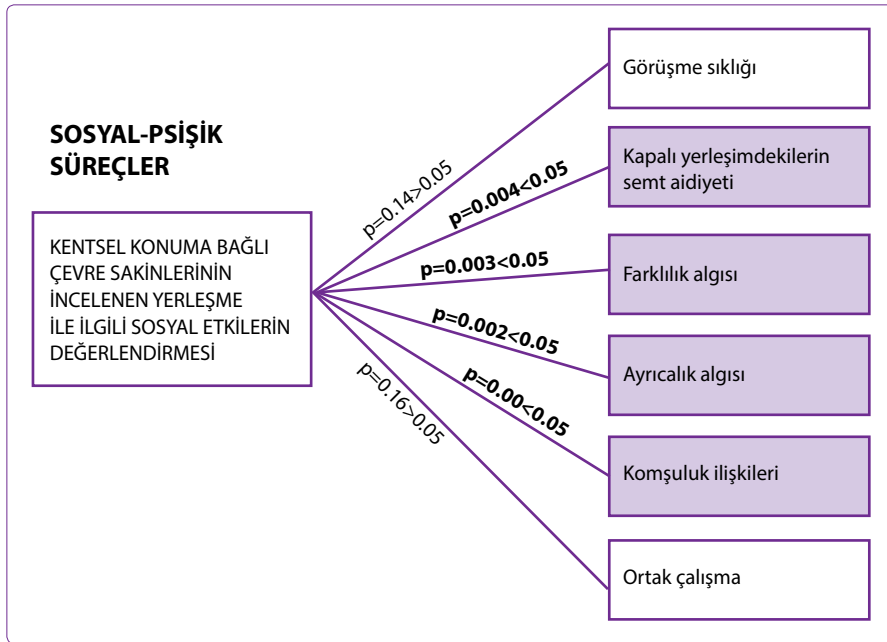 SOSYAL-PSİŞİK
SÜREÇLER
KENTSEL KONUMA BAĞLI
ÇEVRE SAKİNLERİNİN
İNCELENEN YERLEŞME
İLE İLGİLİ SOSYAL ETKİLERİN
DEĞERLENDİRMESİ
p=0.14>0.05
p=0.004<0.05
p=0.003<0.05
p=0.002<0.05
p=0.00<0.05
p=0.16>0.05
Görüşme sıklığı
Kapalı yerleşimdekilerin
semt aidiyeti
Farklılık algısı
Ayrıcalık algısı
Komşuluk ilişkileri
Ortak çalışma